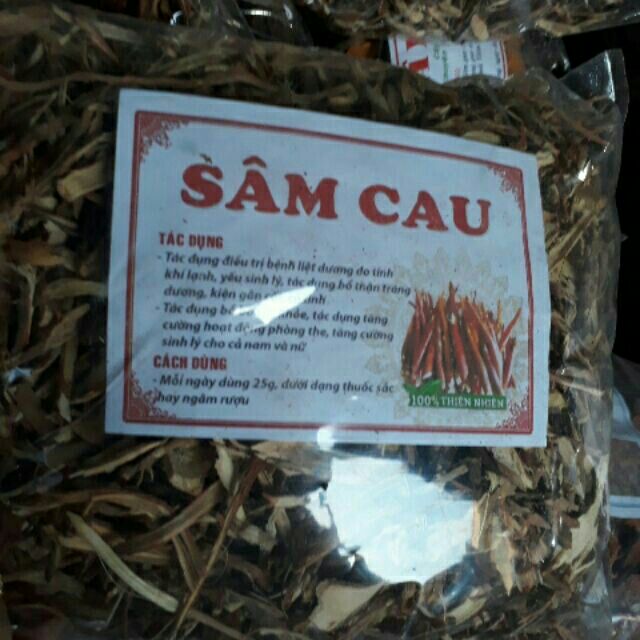 SÂM CAU
TÁC DỤNG
- Tác dụng điều trị bệnh liệt dương do tinh
khí lạnh, yếu sinh lý, tác dụng bổ thận tráng
dương, kiện gân
- Tác dụng tác dụng tăng
cường hoạt động phòng the, tăng cường
sinh lý cho cả nam và nữ
CÁCH DÙNG
- Mỗi ngày dùng 25g, dưới dạng thuốc sắc
hay ngâm rượu
100% THIÊN NHIÊN